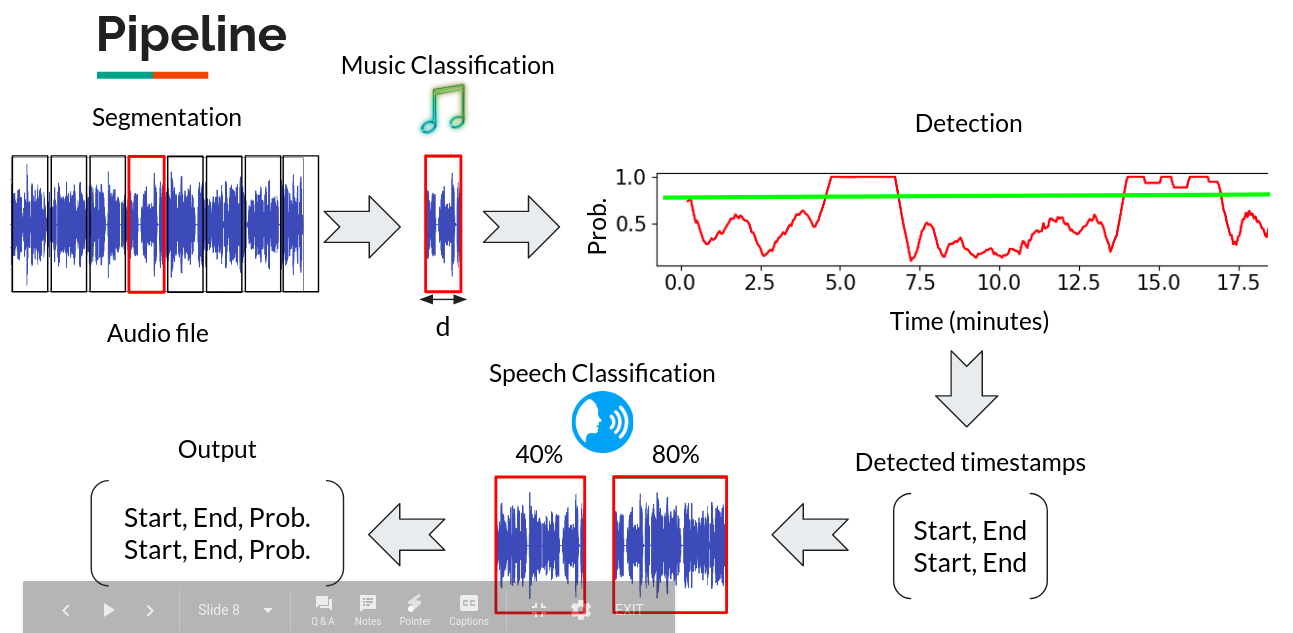 Pipeline
Music Classification
Segmentation
Detection
1.0
0.5
Prob.
0.0 2.5 5.0 7.5 10.0 12.5 15.0 17.5
Time (minutes)
d
Audio file
Speech Classification
40% 80%
Output
Detected timestamps
Start, End, Prob.
Start, End, Prob.
Start, End
Start, End
Slide 8
Q & A
Notes
Pointer
CC
Captions
EXIT